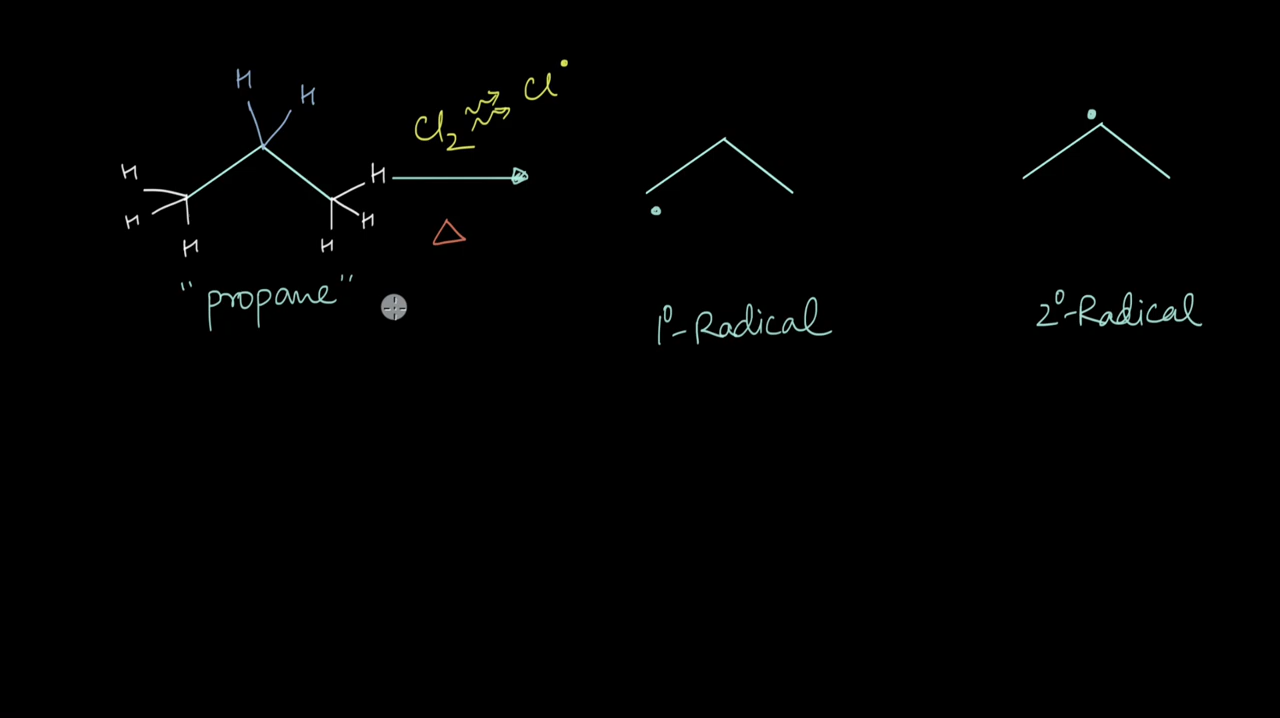 H H
H
H
H
H
H
H
Cl₂ Cl•
Δ
"propane"
1°-Radical
2°-Radical